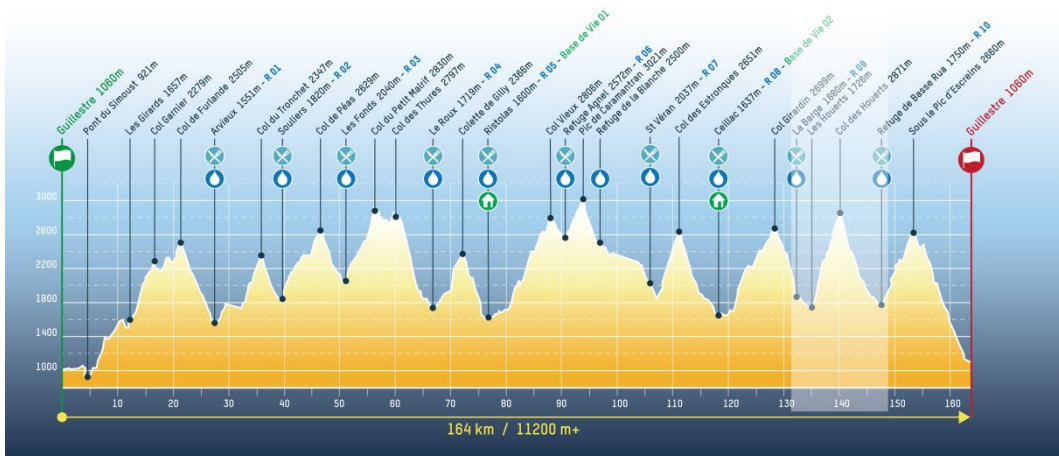 Guillestre 1060m
Pont du Simoust 921m
Les Girards 1657m
Col Garnier 2279m
Col de Furfande 2505m
Arvieux 1551m - R 01
Col du Tronchet 2347m
Souliers 1820m - R 02
Col de Péas 2629m
Les Fonds 2040m - R 03
Col du Petit Malrif 2830m
Col des Thures 2797m
Le Roux 1719m - R 04
Colette de Gilly 2366m
Ristolas 1600m - R 05 - Base de Vie 01
Col Vieux 2806m
Refuge Agnel 2572m - R 06
Pic de Caramantran 3021m
Refuge de la Blanche 2500m
St Véran 2037m - R 07
Col des Estronques 2651m
Ceillac 1637m - R 08 - Base de Vie 02
Col Girardin 2699m
La Barge 1880m - R 09
Les Houerts 1726m
Col des Houerts 2871m
Refuge de Basse Rua 1750m - R 10
Sous le Pic d'Escreins 2660m
Guillestre 1060m
3000
2600
2200
1800
1400
1000
10 20 30 40 50 60 70 80 90 100 110 120 130 140 150 160
164 km / 11200 m+